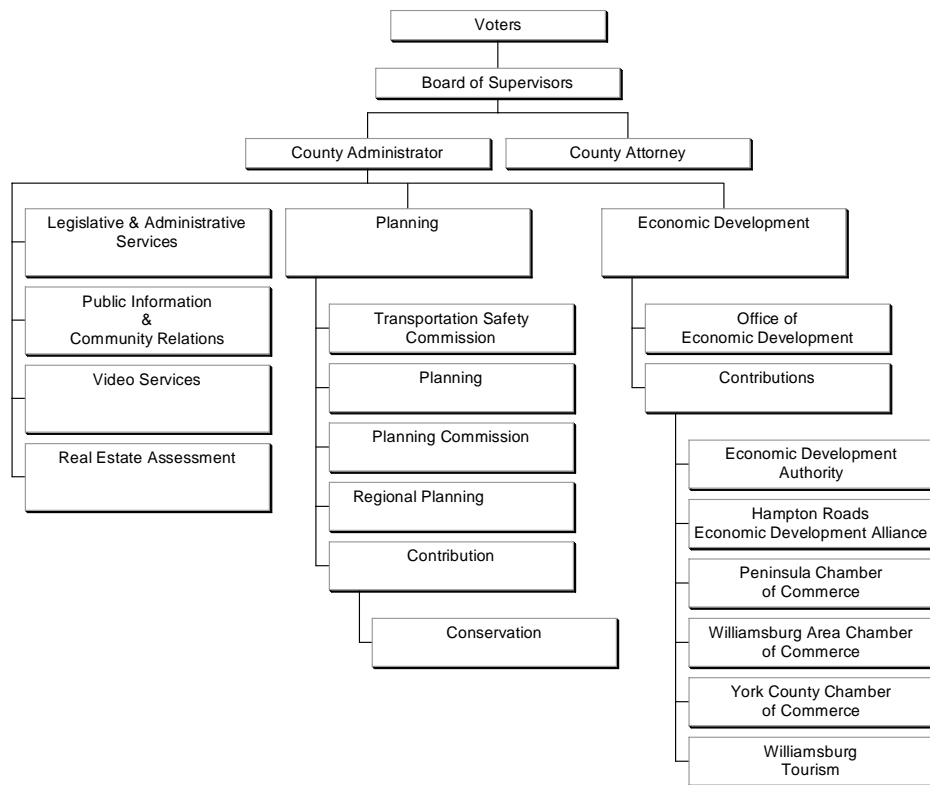 Voters
Board of Supervisors
County Administrator
County Attorney
Legislative & Administrative
Services
Public Information
&
Community Relations
Video Services
Real Estate Assessment
Planning
Transportation Safety
Commission
Planning
Planning Commission
Regional Planning
Contribution
Conservation
Economic Development
Office of
Economic Development
Contributions
Economic Development
Authority
Hampton Roads
Economic Development Alliance
Peninsula Chamber
of Commerce
Williamsburg Area Chamber
of Commerce
York County Chamber
of Commerce
Williamsburg
Tourism